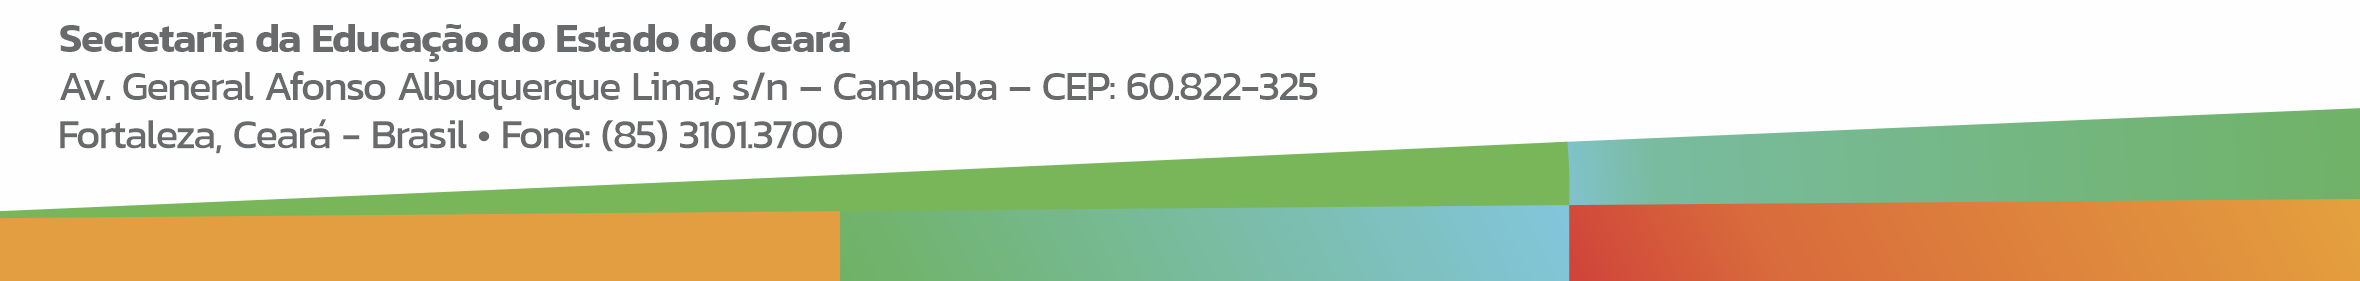 Secretaria da Educação do Estado do Ceará
Av. General Afonso Albuquerque Lima, s/n – Cambeba – CEP: 60.822-325
Fortaleza, Ceará - Brasil • Fone: (85) 3101.3700